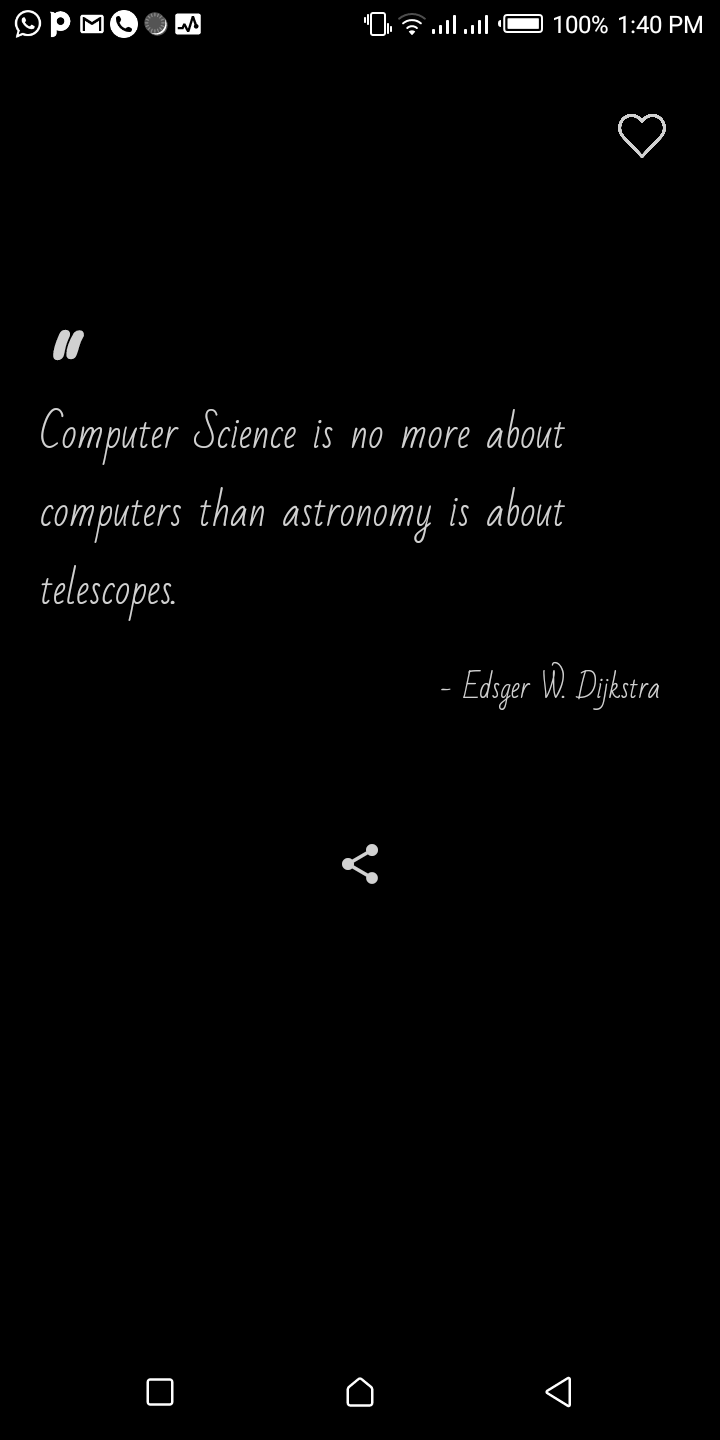 100% 1:40 PM
"
Computer Science is no more about
computers than astronomy is about
telescopes.
- Edsger W. Dijkstra